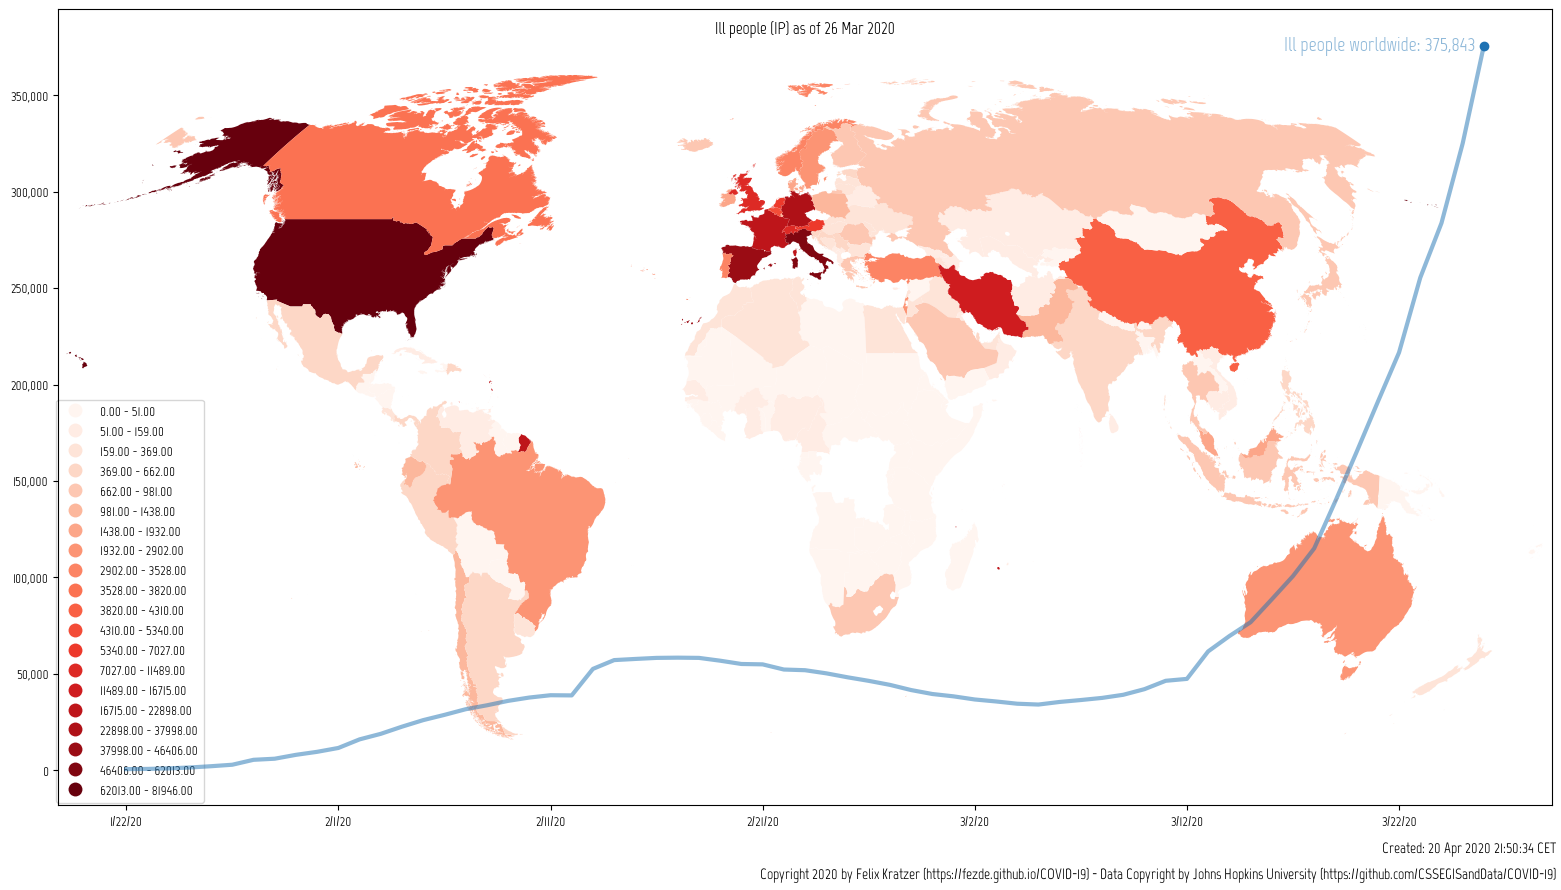 Ill people (IP) as of 26 Mar 2020
Ill people worldwide: 375,843
350,000
300,000
250,000
200,000
150,000
100,000
50,000
0
0.00 - 51.00
51.00 - 159.00
159.00 - 369.00
369.00 - 662.00
662.00 - 981.00
981.00 - 1438.00
1438.00 - 1932.00
1932.00 - 2902.00
2902.00 - 3528.00
3528.00 - 3820.00
3820.00 - 4310.00
4310.00 - 5340.00
5340.00 - 7027.00
7027.00 - 11489.00
11489.00 - 16715.00
16715.00 - 22898.00
22898.00 - 37998.00
37998.00 - 46406.00
46406.00 - 62013.00
62013.00 - 81946.00
1/22/20 2/1/20 2/11/20 2/21/20 3/2/20 3/12/20 3/22/20
Created: 20 Apr 2020 21:50:34 CET
Copyright 2020 by Felix Kratzer (https://fezde.github.io/COVID-19) - Data Copyright by Johns Hopkins University (https://github.com/CSSEGISandData/COVID-19)